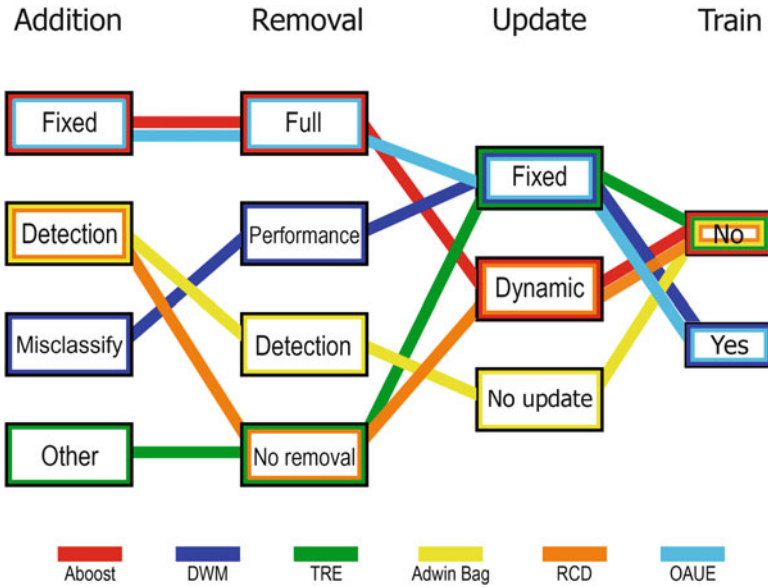 Addition Removal Update Train
Fixed Full
Fixed
Detection Performance No
Dynamic
Misclassify Detection Yes
No update
Other No removal
Aboost DWM TRE Adwin Bag RCD OAUE